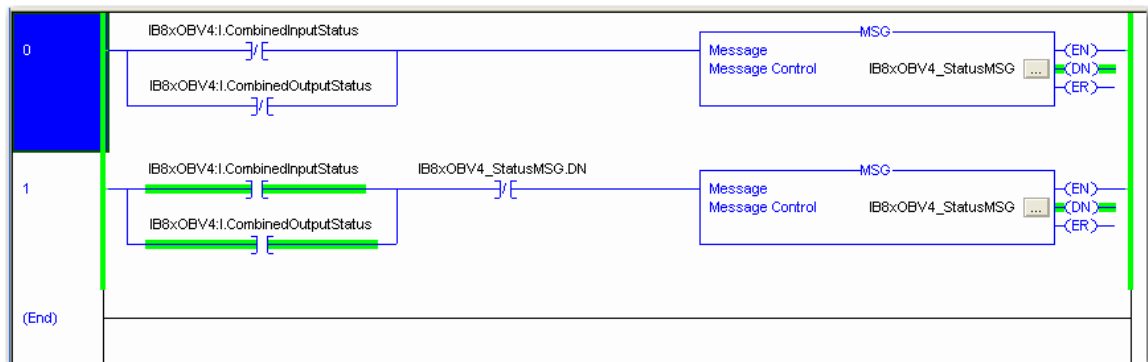 IB8xOBV4:I.CombinedInputStatus
MSG
0
Message
(EN)
Message Control IB8xOBV4_StatusMSG ... (DN)
IB8xOBV4:I.CombinedOutputStatus
(ER)
IB8xOBV4:I.CombinedInputStatus IB8xOBV4_StatusMSG.DN
MSG
1
Message
(EN)
Message Control IB8xOBV4_StatusMSG ... (DN)
IB8xOBV4:I.CombinedOutputStatus
(ER)
(End)